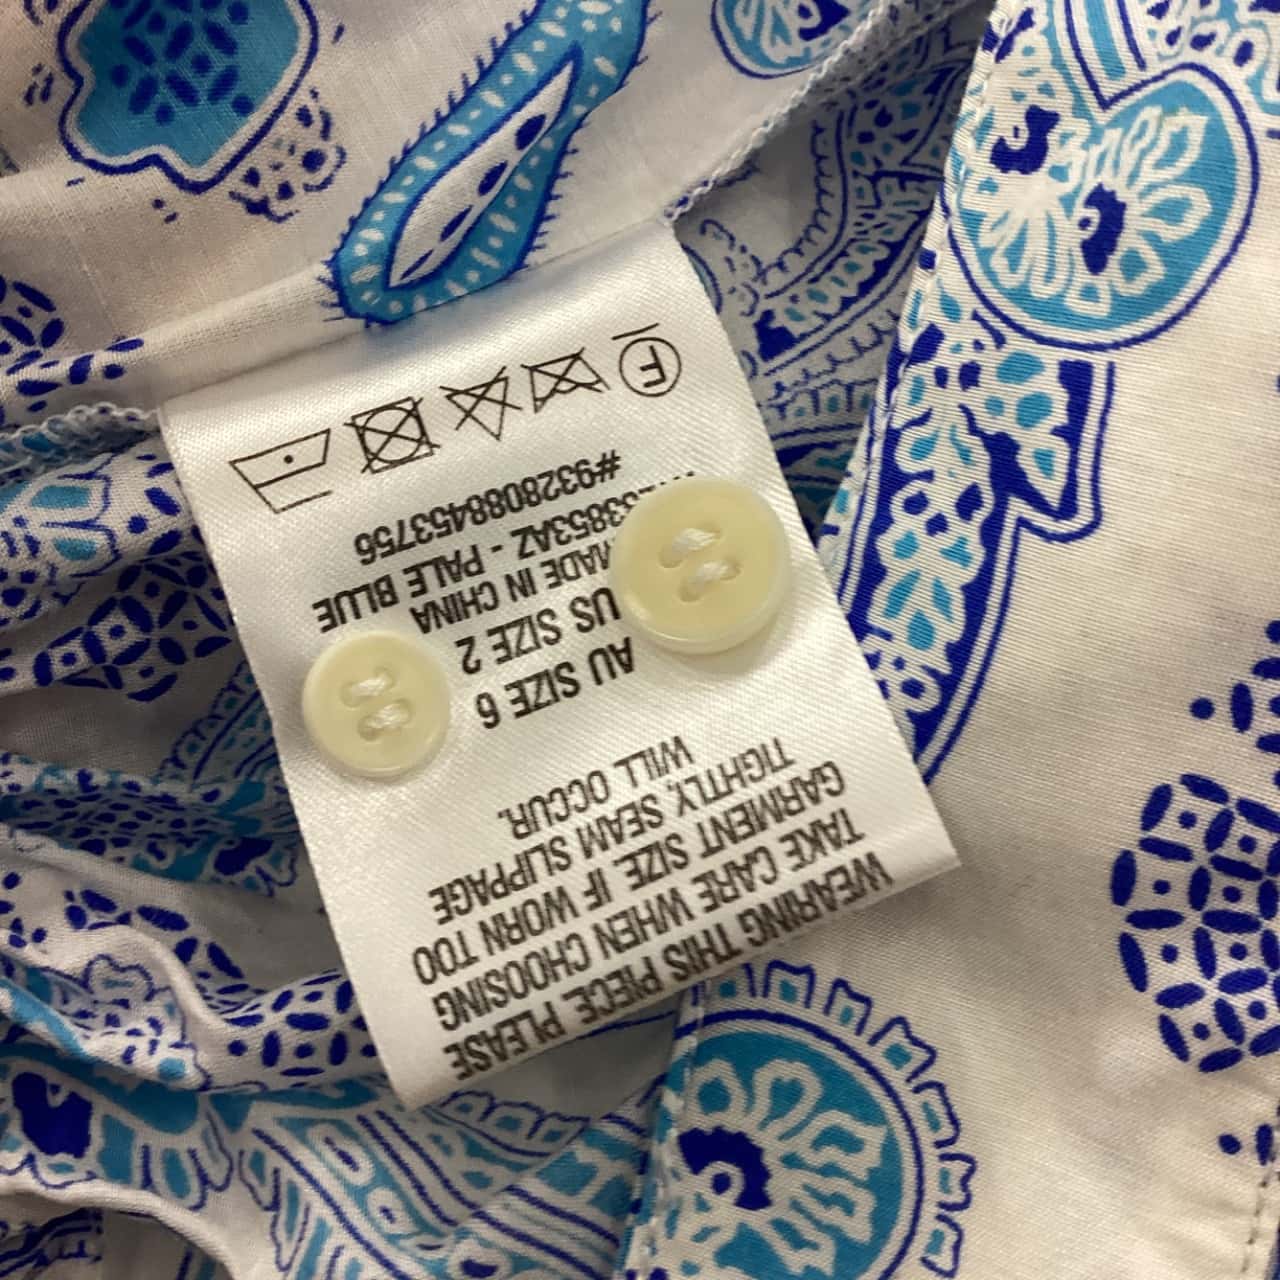 WEARING THIS PIECE PLEASE
TAKE CARE WHEN CHOOSING
GARMENT SIZE. IF WORN TOO
TIGHTLY, SEAM SLIPPAGE
WILL OCCUR.
AU SIZE 6
US SIZE 2
MADE IN CHINA
- PALE BLUE
#9328088453756
F